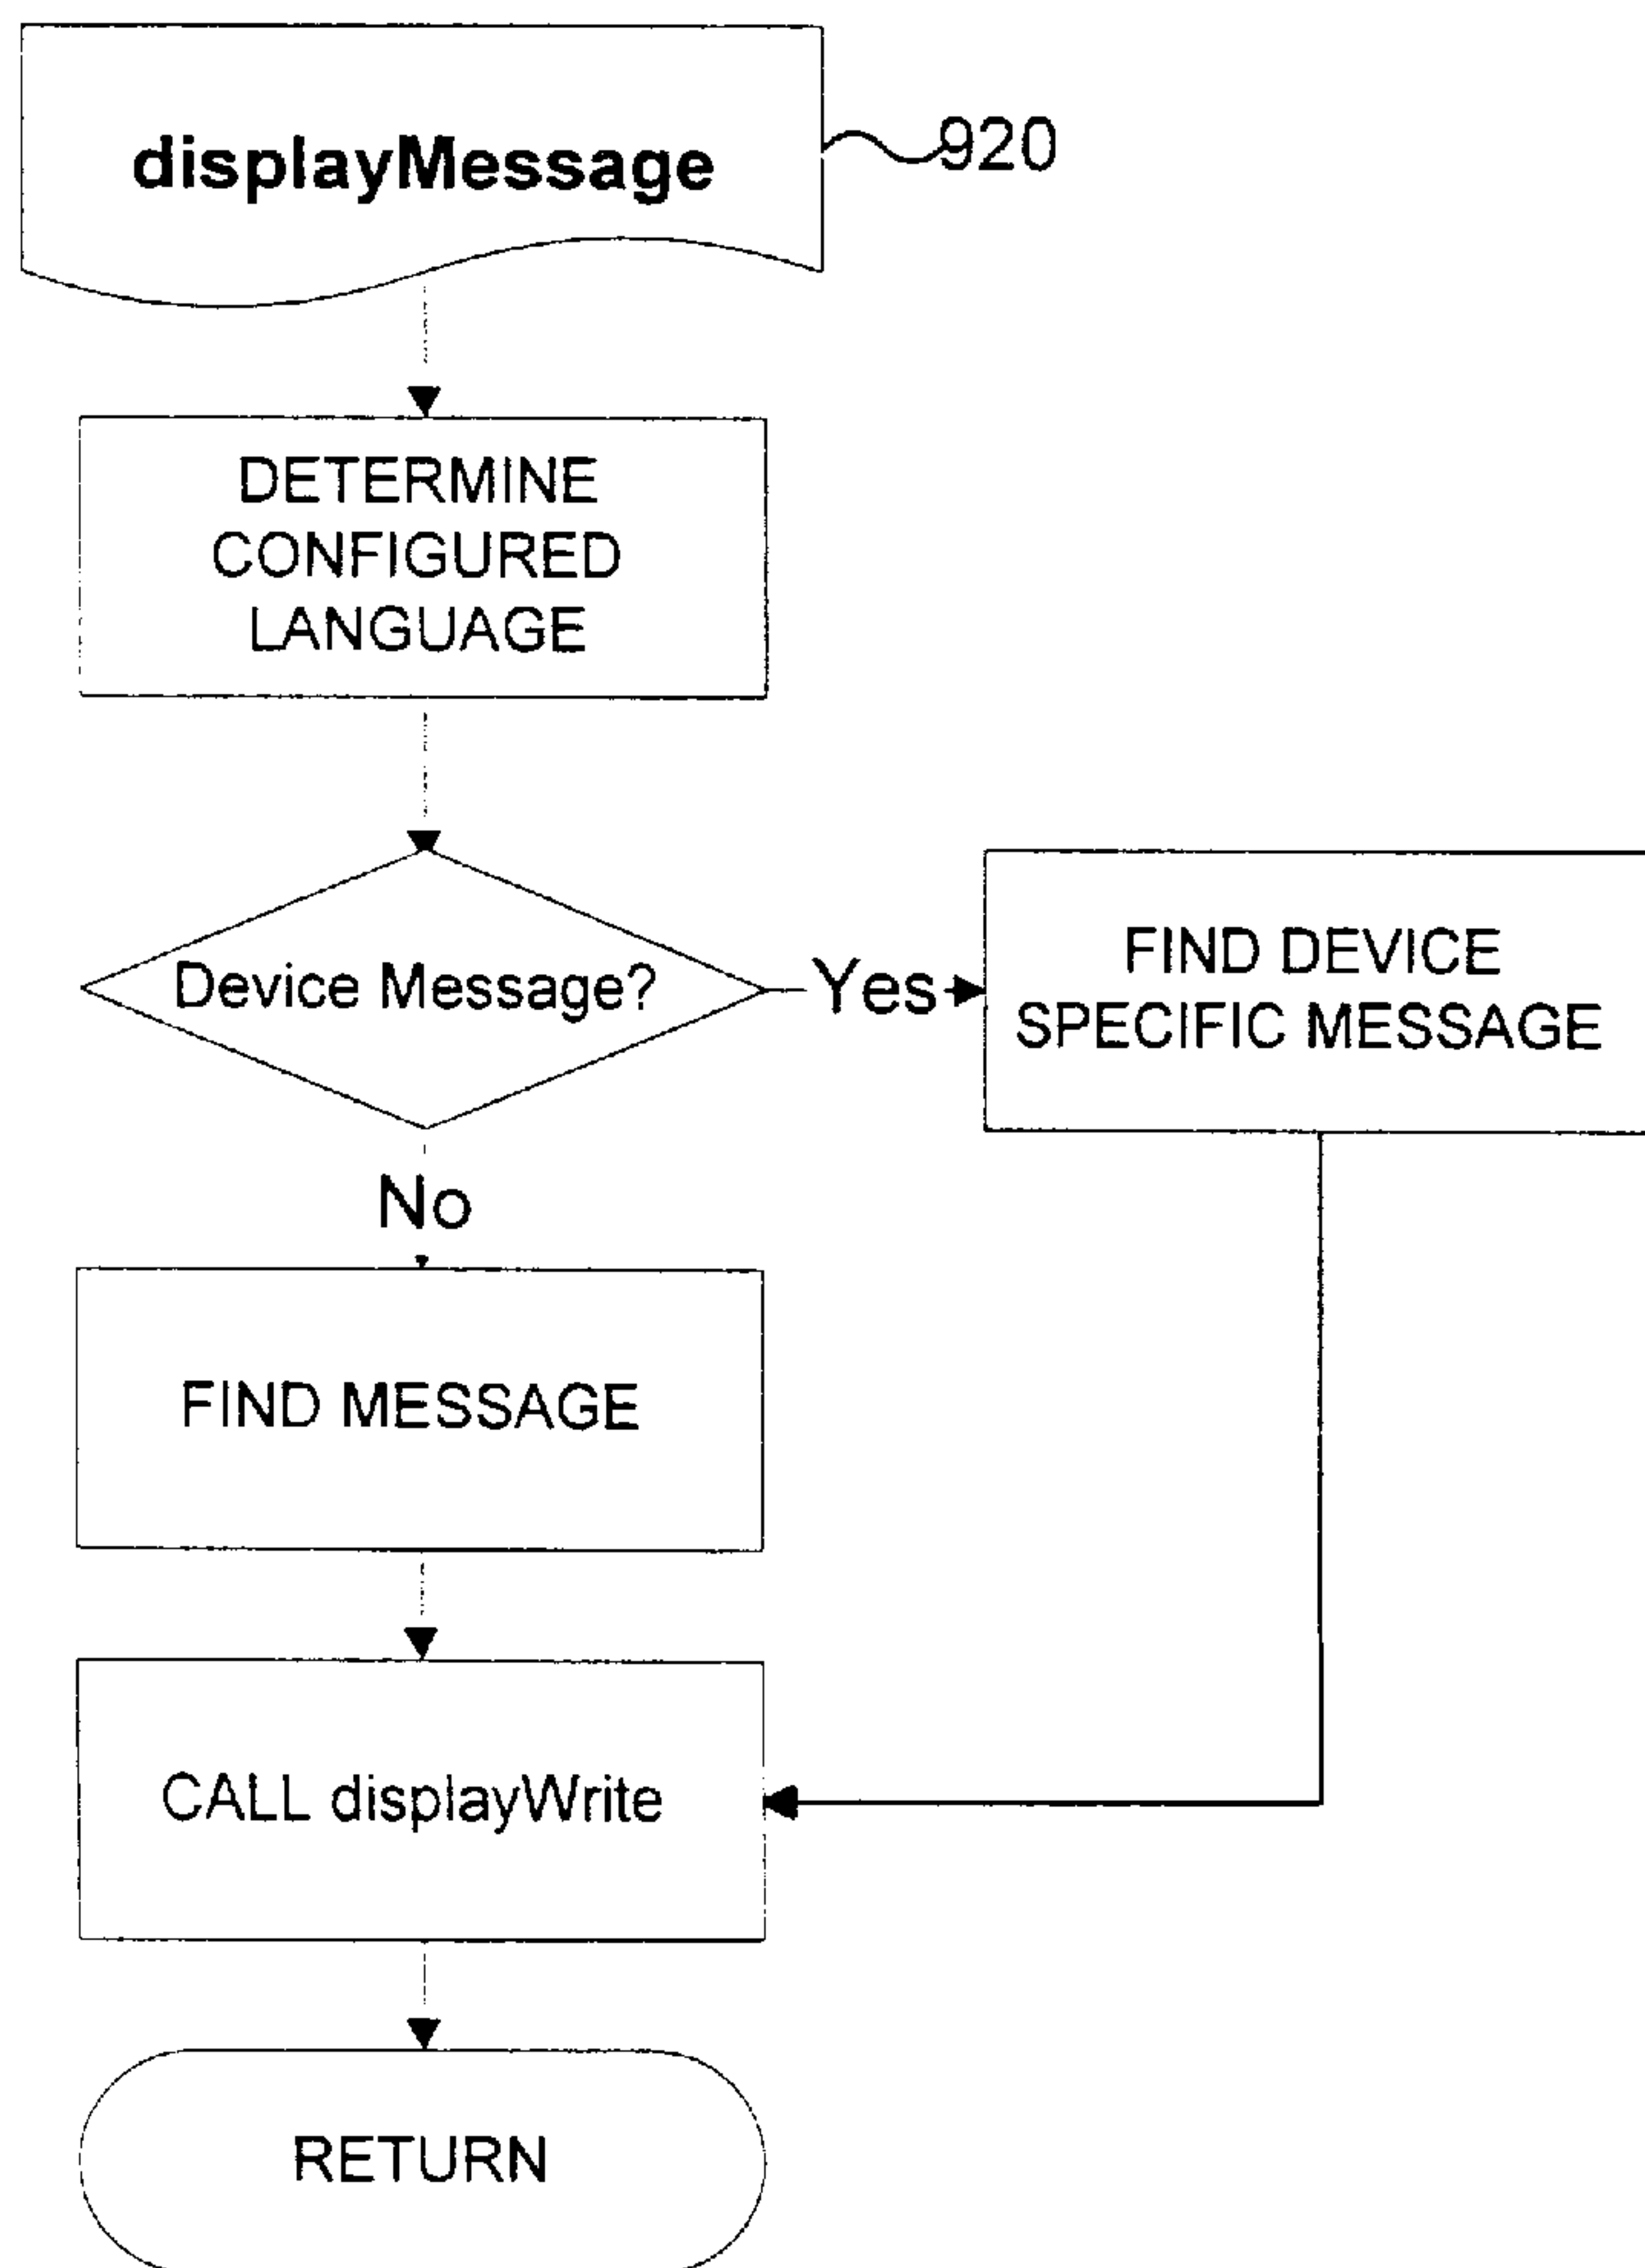 displayMessage
920
DETERMINE
CONFIGURED
LANGUAGE
Device Message?
Yes
FIND DEVICE
SPECIFIC MESSAGE
No
FIND MESSAGE
CALL displayWrite
RETURN